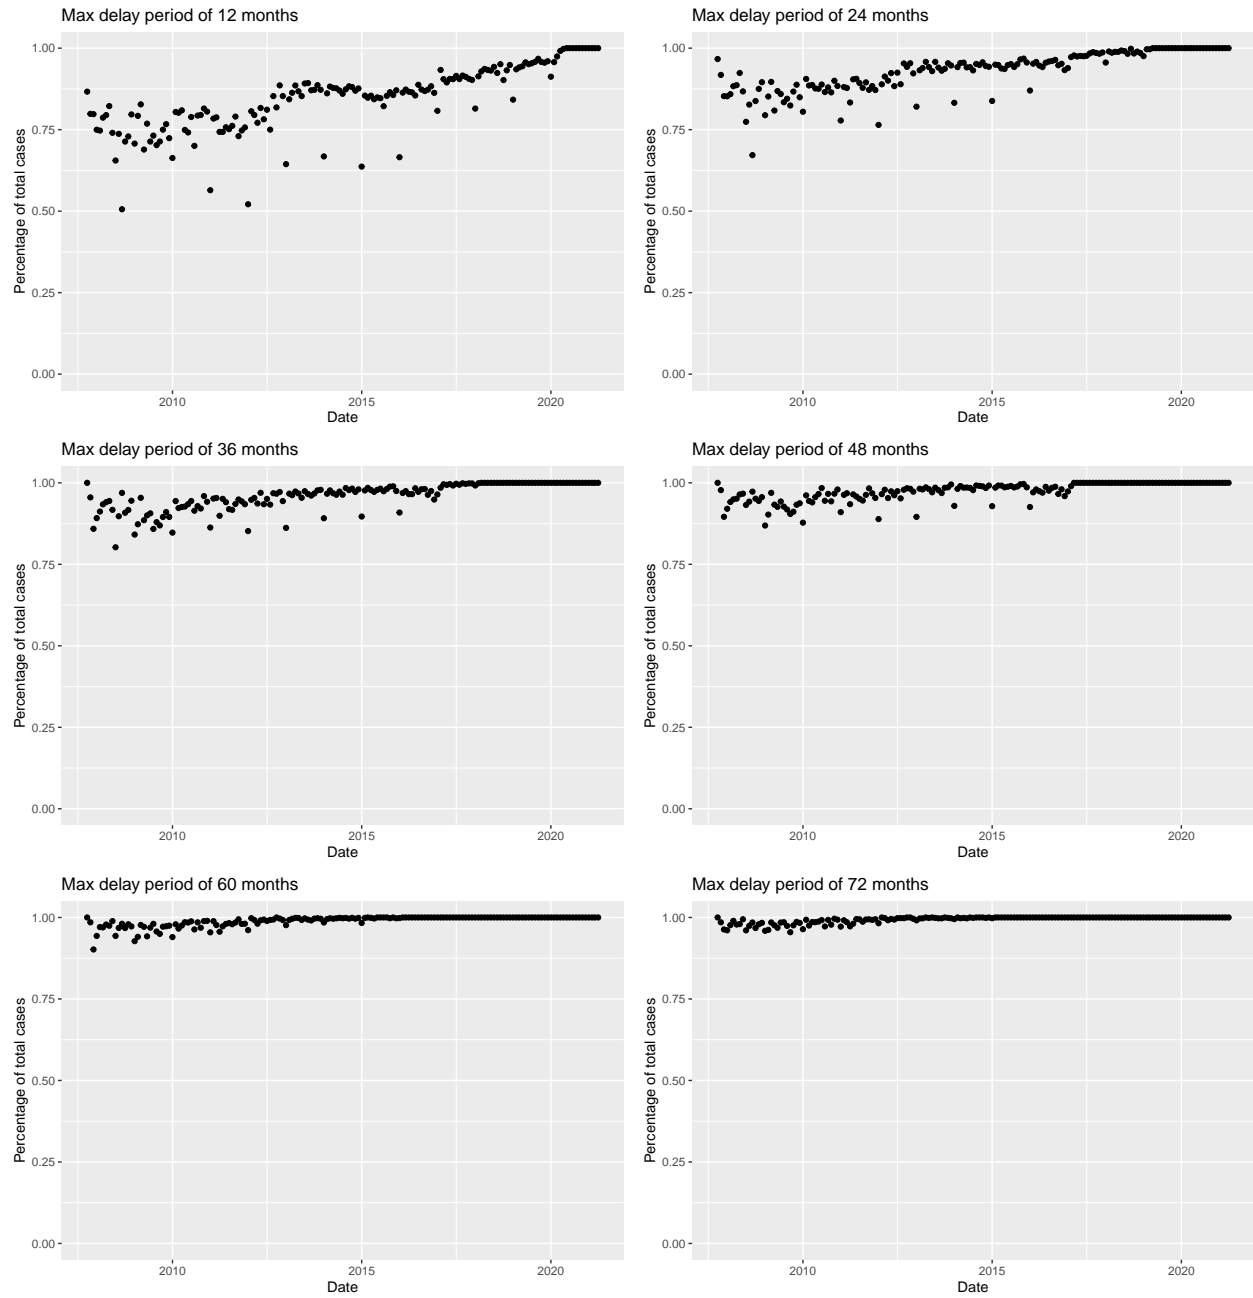 Max delay period of 12 months
1.00
0.75
0.50
0.25
0.00
Percentage of total cases
2010
2015
2020
Date
Max delay period of 24 months
1.00
0.75
0.50
0.25
0.00
Percentage of total cases
2010
2015
2020
Date
Max delay period of 36 months
1.00
0.75
0.50
0.25
0.00
Percentage of total cases
2010
2015
2020
Date
Max delay period of 48 months
1.00
0.75
0.50
0.25
0.00
Percentage of total cases
2010
2015
2020
Date
Max delay period of 60 months
1.00
0.75
0.50
0.25
0.00
Percentage of total cases
2010
2015
2020
Date
Max delay period of 72 months
1.00
0.75
0.50
0.25
0.00
Percentage of total cases
2010
2015
2020
Date